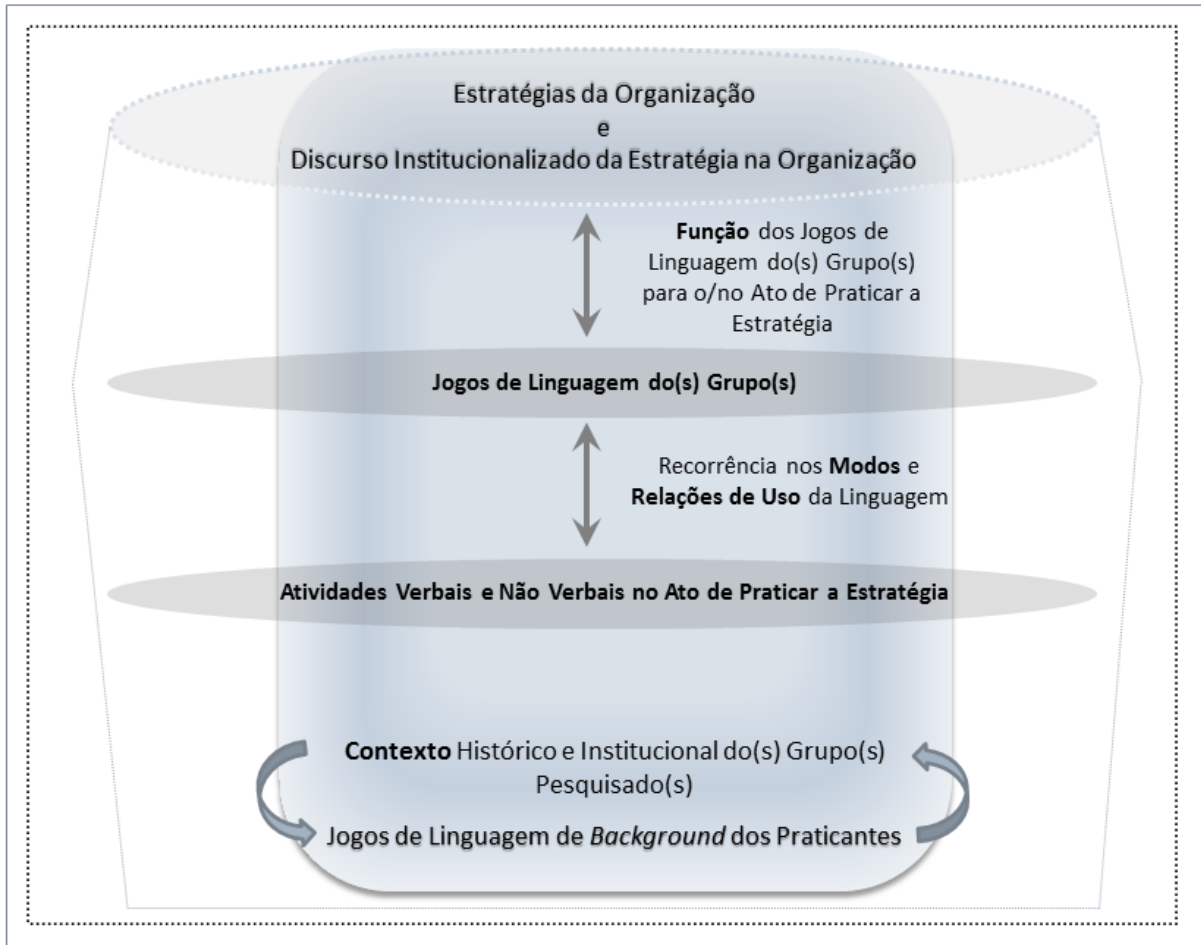 Estratégias da Organização
e
Discurso Institucionalizado da Estratégia na Organização
Função dos Jogos de
Linguagem do(s) Grupo(s)
para o/no Ato de Praticar a
Estratégia
Jogos de Linguagem do(s) Grupo(s)
Recorrência nos Modos e
Relações de Uso da Linguagem
Atividades Verbais e Não Verbais no Ato de Praticar a Estratégia
Contexto Histórico e Institucional do(s) Grupo(s)
Pesquisado(s)
Jogos de Linguagem de Background dos Praticantes